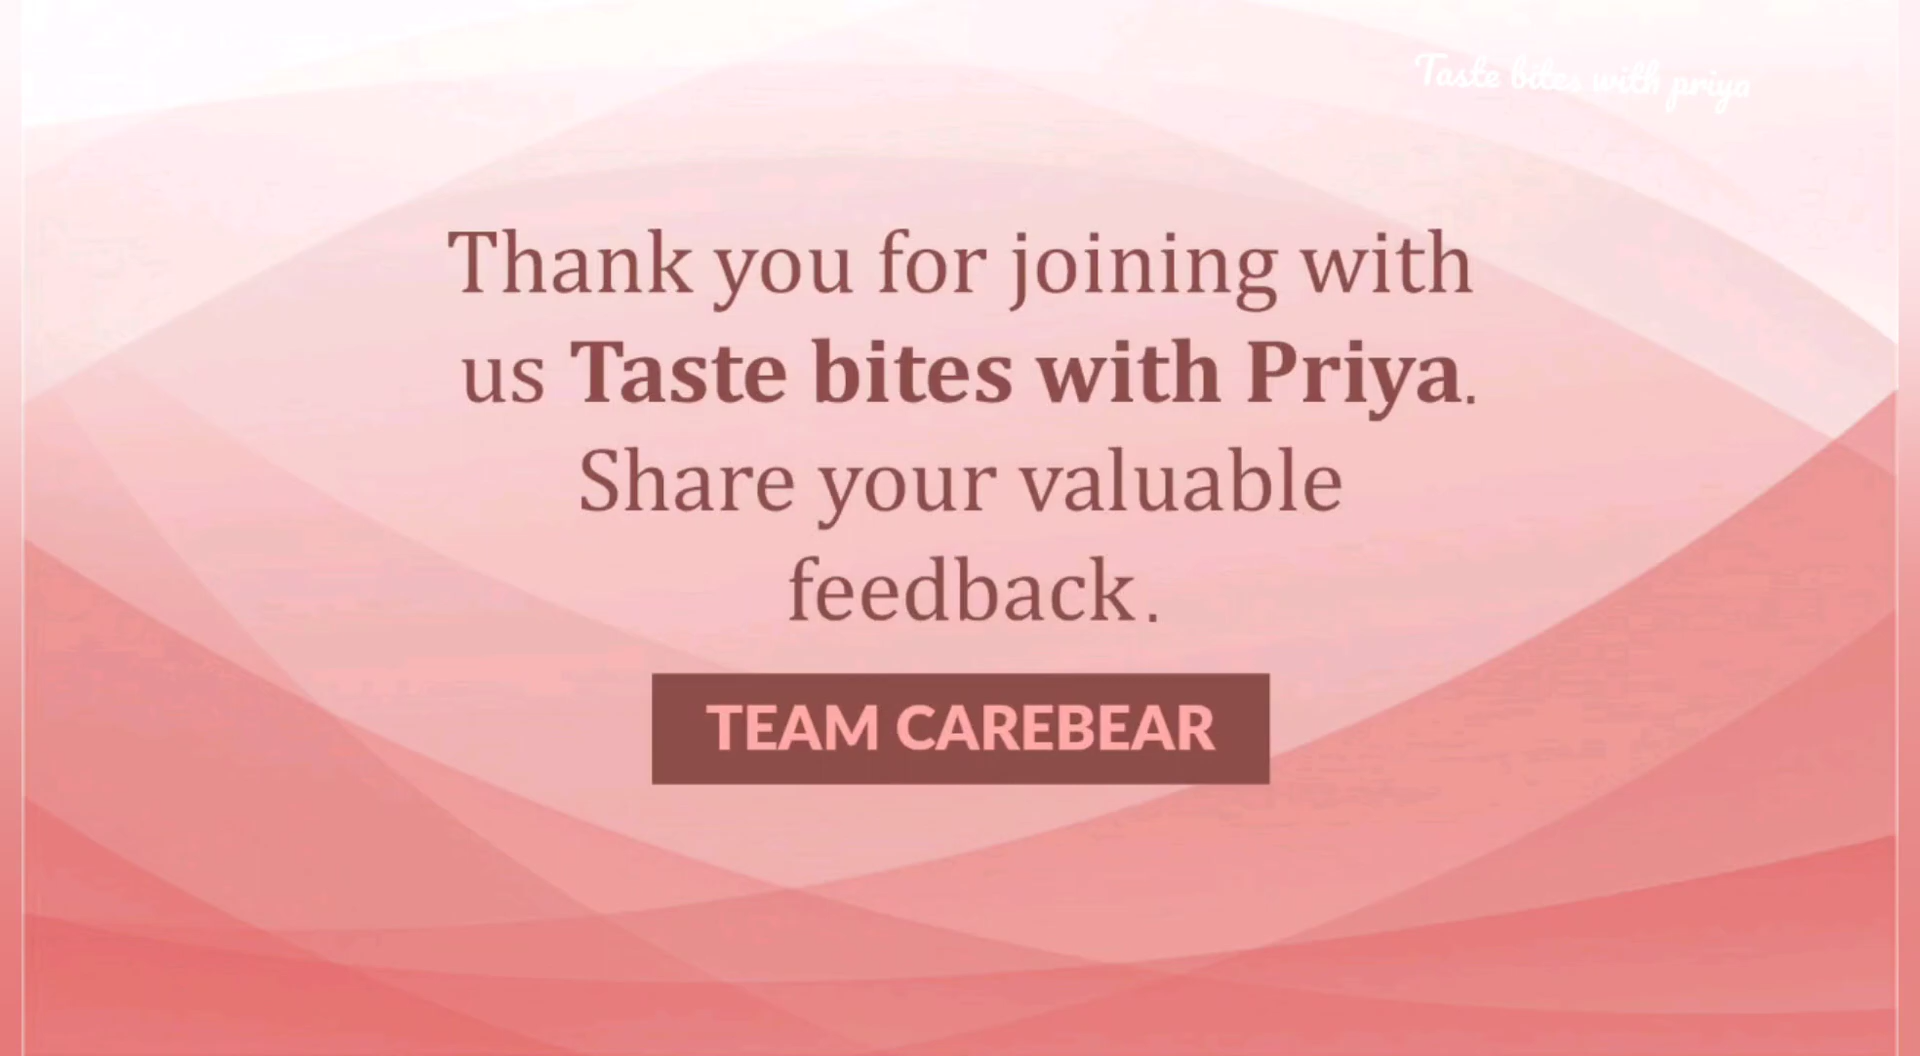 Taste bites with priya
Thank you for joining with
us Taste bites with Priya.
Share your valuable
feedback.
TEAM CAREBEAR